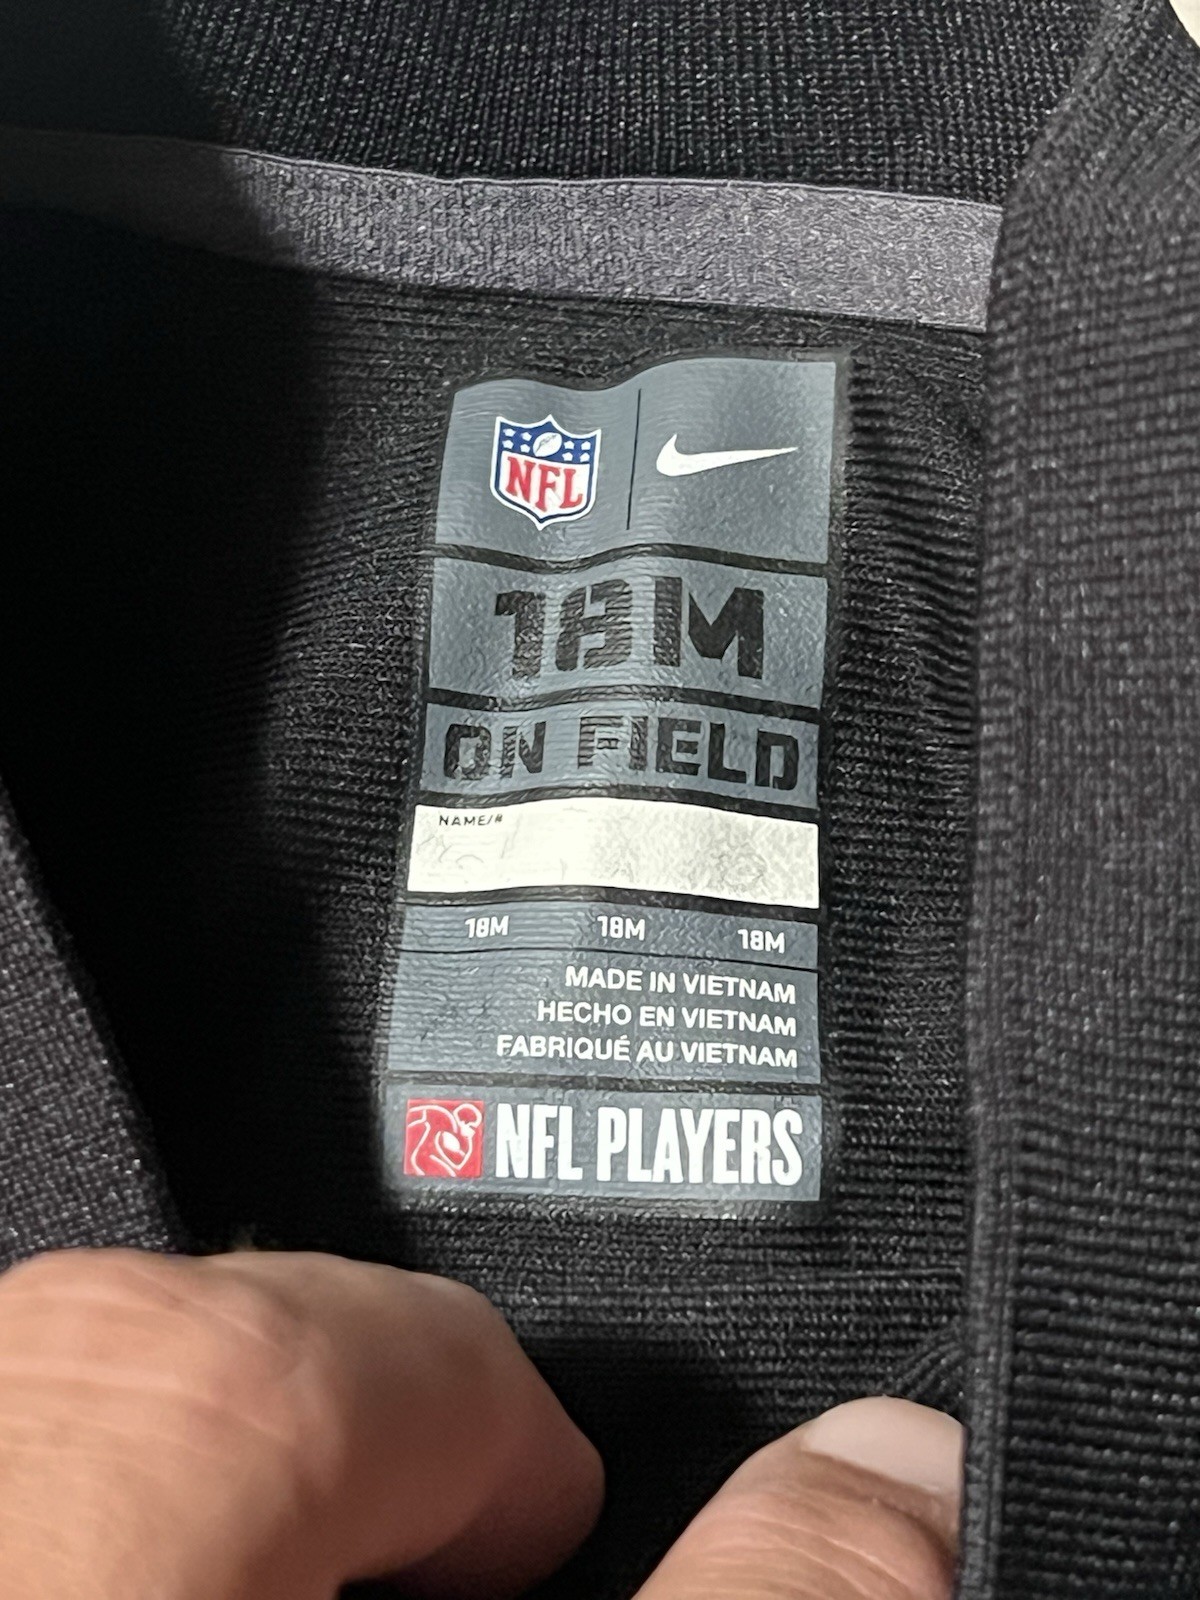 NFL
18M
ON FIELD
NAME/#
18M 18M 18M
MADE IN VIETNAM
HECHO EN VIETNAM
FABRIQUÉ AU VIETNAM
NFL PLAYERS